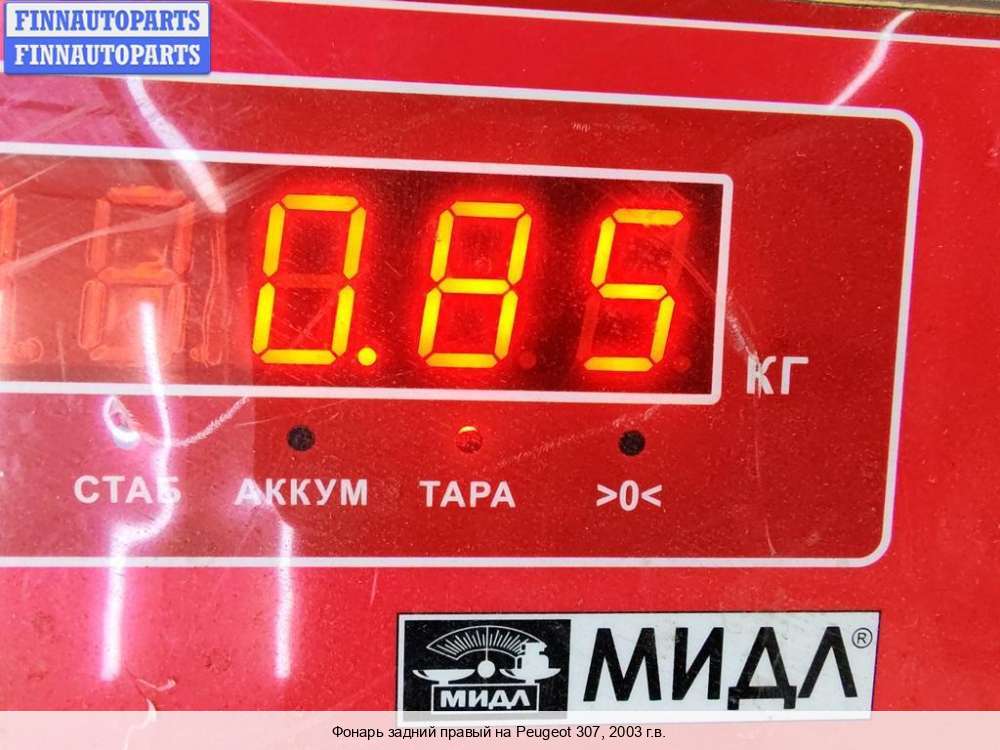 FINNAUTOPARTS
FINNAUTOPARTS
0.85
КГ
СТАБ АККУМ ТАРА >0<
МИДЛ МИДЛ®
Фонарь задний правый на Peugeot 307, 2003 г.в.